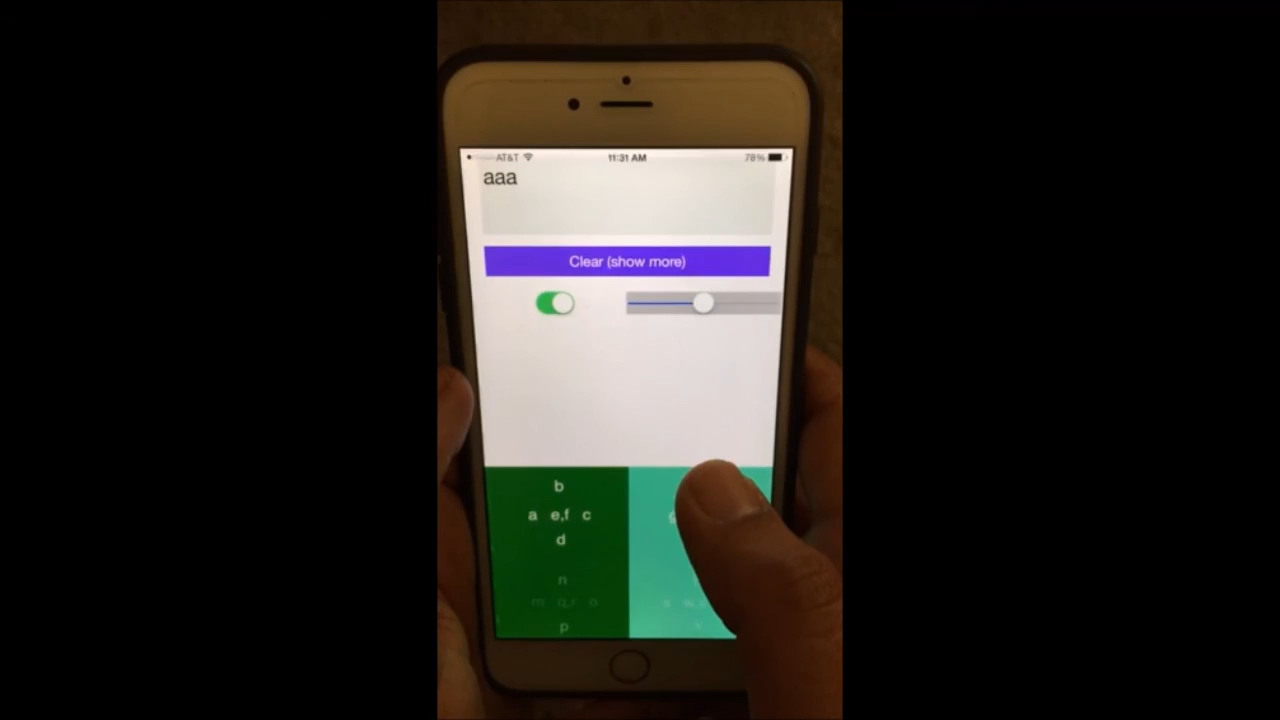 AT&T 11:31 AM 78%
aaa
Clear (show more)
b
a e,f c
d
n
m q,r o
p